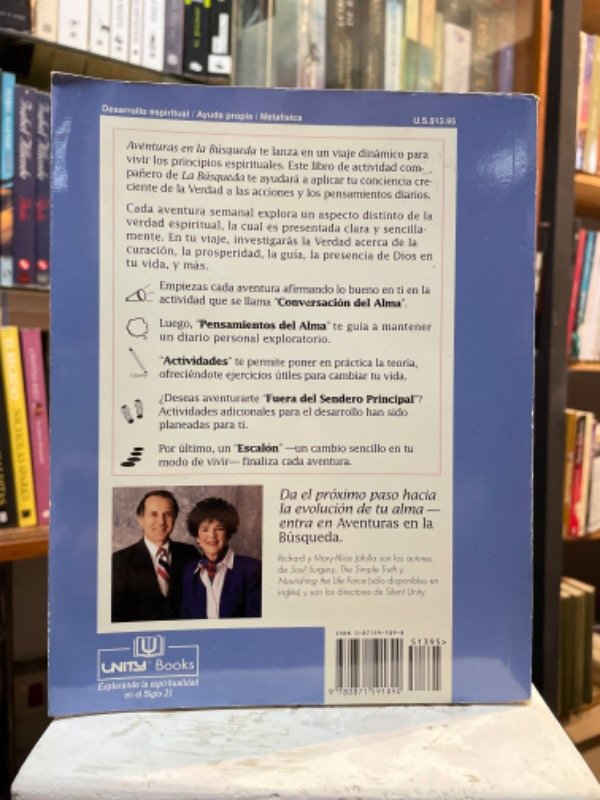 Desarrollo espiritual / Ayuda propia / Metafísica
U.S.$13.95
Aventuras en la Búsqueda te lanza en un viaje dinámico para
vivir los principios espirituales. Este libro de actividad com-
pañero de La Búsqueda te ayudará a aplicar tu conciencia cre-
ciente de la Verdad a las acciones y los pensamientos diarios.
Cada aventura semanal explora un aspecto distinto de la
verdad espiritual, la cual es presentada clara y sencilla-
mente. En tu viaje, investigarás la Verdad acerca de la
curación, la prosperidad, la guía, la presencia de Dios en
tu vida, y más.
Empiezas cada aventura afirmando lo bueno en ti en la
actividad que se llama "Conversación del Alma".
Luego, "Pensamientos del Alma" te guía a mantener
un diario personal exploratorio.
"Actividades" te permite poner en práctica la teoría,
ofreciéndote ejercicios útiles para cambiar tu vida.
¿Deseas aventurarte "Fuera del Sendero Principal"?
Actividades adicionales para el desarrollo han sido
planeadas para ti.
Por último, un "Escalón" —un cambio sencillo en tu
modo de vivir— finaliza cada aventura.
Da el próximo paso hacia
la evolución de tu alma —
entra en Aventuras en la
Búsqueda.
Richard y Mary-Alice Jafolla son los autores
de Soul Surgery, The Simple Truth y
Nourishing the Life Force (sólo disponibles en
inglés) y son los directores de Silent Unity.
UNITY Books
Explorando la espiritualidad
en el Siglo 21
ISBN 0-87159-189-8
51395>
9 780871 591890